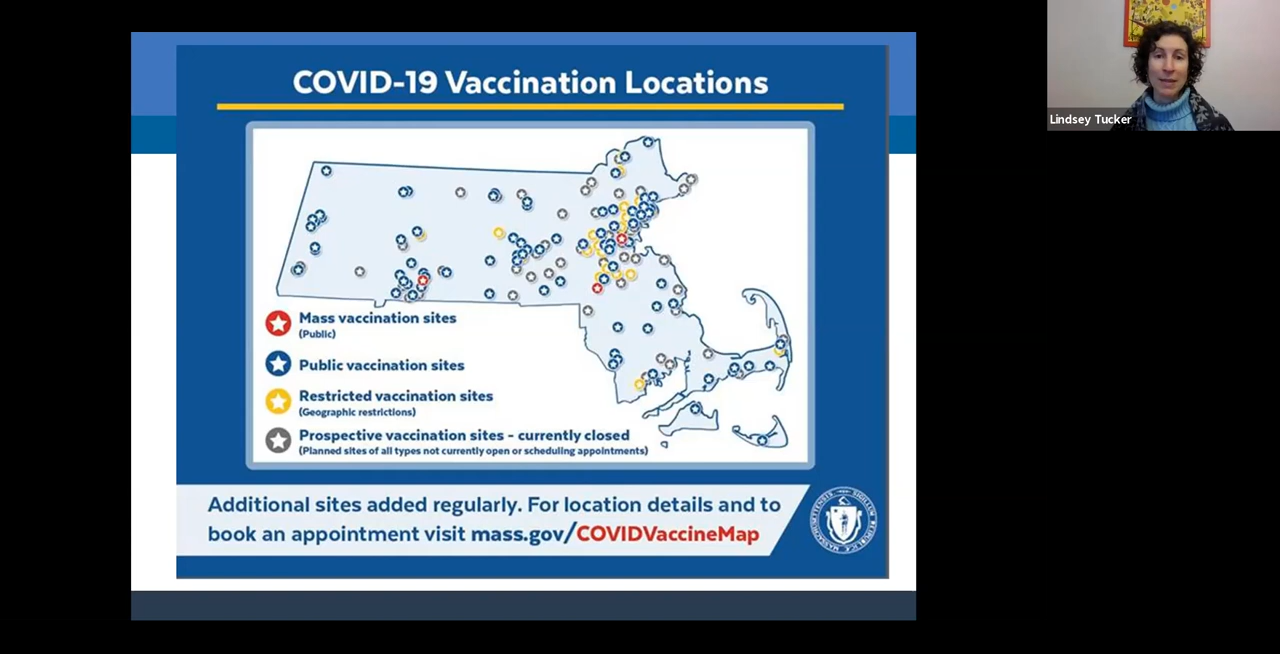 COVID-19 Vaccination Locations
Lindsey Tucker
Mass vaccination sites
(Public)
Public vaccination sites
Restricted vaccination sites
(Geographic restrictions)
Prospective vaccination sites - currently closed
(Planned sites of all types not currently open or scheduling appointments)
Additional sites added regularly. For location details and to
book an appointment visit mass.gov/COVIDVaccineMap